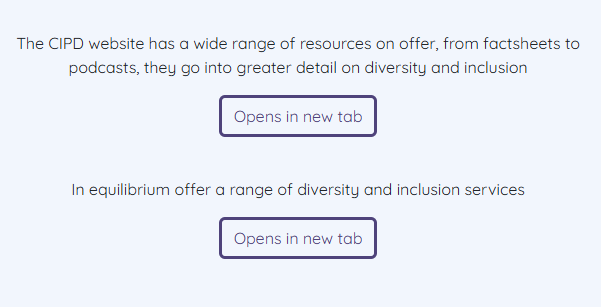 The CIPD website has a wide range of resources on offer, from factsheets to
podcasts, they go into greater detail on diversity and inclusion
Opens in new tab
In equilibrium offer a range of diversity and inclusion services
Opens in new tab